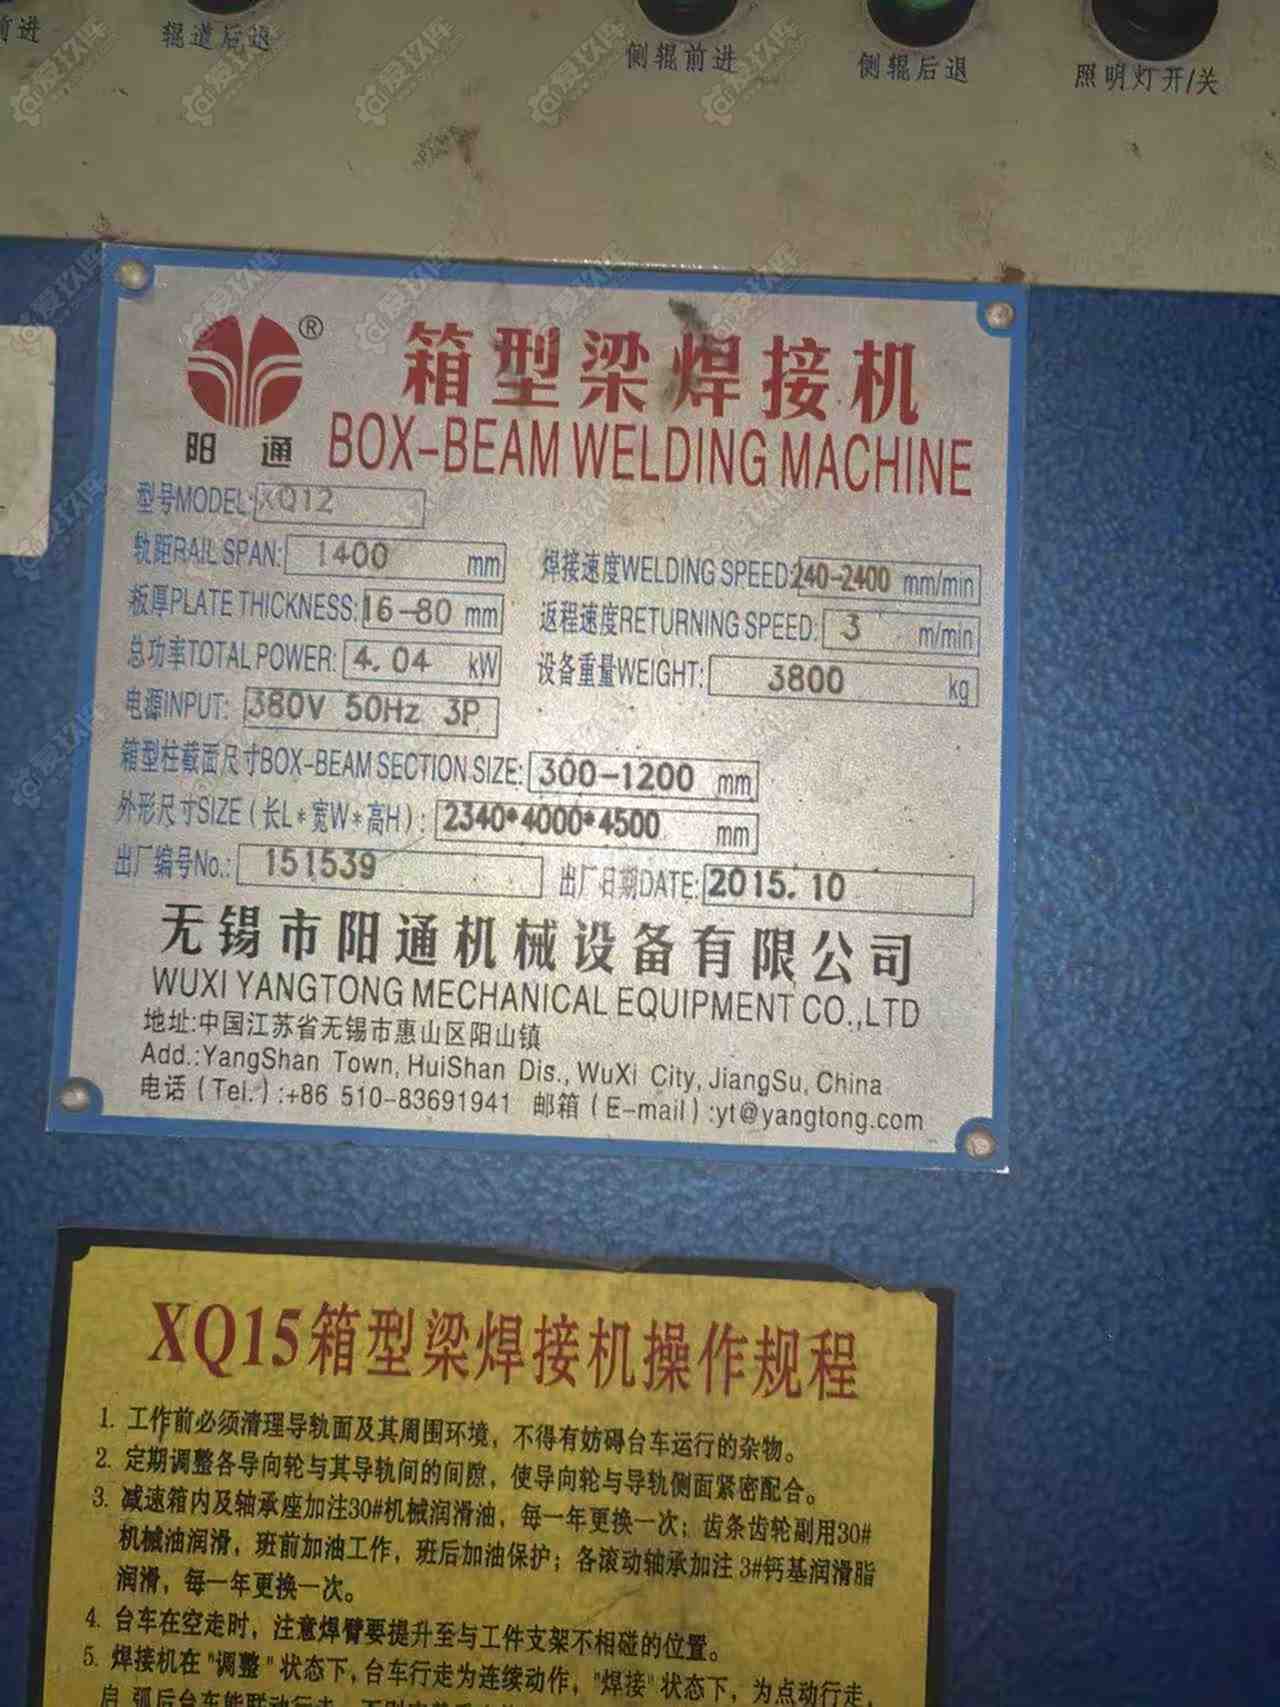 前进
辊道后退
侧辊前进
侧辊后退
照明灯开/关
®
阳通
箱型梁焊接机
BOX-BEAM WELDING MACHINE
型号MODEL: XQ12
轨距RAIL SPAN: 1400 mm
焊接速度WELDING SPEED: 240-2400 mm/min
板厚PLATE THICKNESS: 16-80 mm
返程速度RETURNING SPEED: 3 m/min
总功率TOTAL POWER: 4.04 kW
设备重量WEIGHT: 3800 kg
电源INPUT: 380V 50Hz 3P
箱型柱截面尺寸BOX-BEAM SECTION SIZE: 300-1200 mm
外形尺寸SIZE(长L*宽W*高H): 2340*4000*4500 mm
出厂编号No.: 151539
出厂日期DATE: 2015.10
无锡市阳通机械设备有限公司
WUXI YANGTONG MECHANICAL EQUIPMENT CO.,LTD
地址:中国江苏省无锡市惠山区阳山镇
Add.:YangShan Town, HuiShan Dis., WuXi City, JiangSu, China
电话(Tel.):+86 510-83691941 邮箱(E-mail):yt@yangtong.com
XQ15箱型梁焊接机操作规程
1. 工作前必须清理导轨面及其周围环境，不得有妨碍台车运行的杂物。
2. 定期调整各导向轮与其导轨间的间隙，使导向轮与导轨侧面紧密配合。
3. 减速箱内及轴承座加注30#机械润滑油，每一年更换一次；齿条齿轮副用30#
机械油润滑，班前加油工作，班后加油保护；各滚动轴承加注3#钙基润滑脂
润滑，每一年更换一次。
4. 台车在空走时，注意焊臂要提升至与工件支架不相碰的位置。
5. 焊接机在"调整"状态下，台车行走为连续动作，"焊接"状态下，为点动行走，